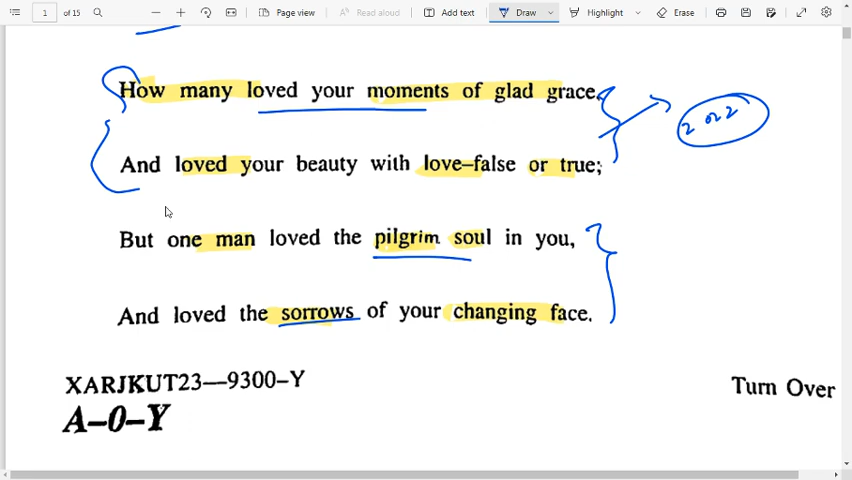 1 of 15 Page view Read aloud Add text Draw Highlight Erase
How many loved your moments of glad grace,
2 or 2
And loved your beauty with love–false or true;
But one man loved the pilgrim soul in you,
And loved the sorrows of your changing face.
XARJKUT23—9300–Y
Turn Over
A–0–Y